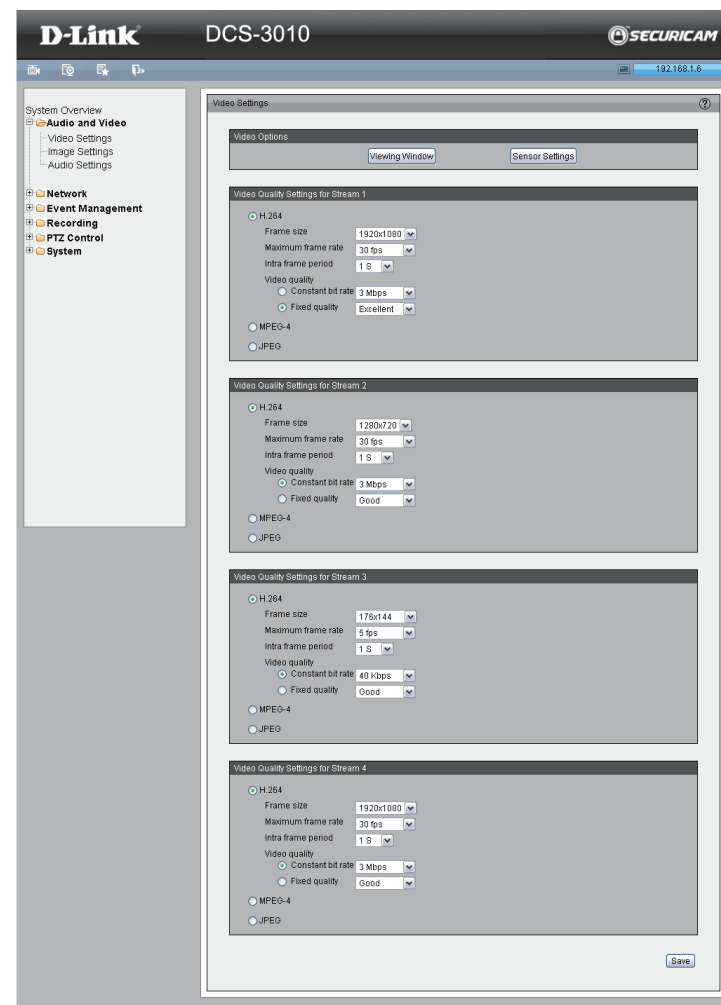 D-Link
DCS-3010
SECURICAM
192.168.1.6
System Overview
Audio and Video
Video Settings
Image Settings
Audio Settings
Network
Event Management
Recording
PTZ Control
System
Video Settings
?
Video Options
Viewing Window Sensor Settings
Video Quality Settings for Stream 1
H.264
Frame size 1920x1080
Maximum frame rate 30 fps
Intra frame period 1 S
Video quality
Constant bit rate 3 Mbps
Fixed quality Excellent
MPEG-4
JPEG
Video Quality Settings for Stream 2
H.264
Frame size 1280x720
Maximum frame rate 30 fps
Intra frame period 1 S
Video quality
Constant bit rate 3 Mbps
Fixed quality Good
MPEG-4
JPEG
Video Quality Settings for Stream 3
H.264
Frame size 176x144
Maximum frame rate 5 fps
Intra frame period 1 S
Video quality
Constant bit rate 40 Kbps
Fixed quality Good
MPEG-4
JPEG
Video Quality Settings for Stream 4
H.264
Frame size 1920x1080
Maximum frame rate 30 fps
Intra frame period 1 S
Video quality
Constant bit rate 3 Mbps
Fixed quality Good
MPEG-4
JPEG
Save